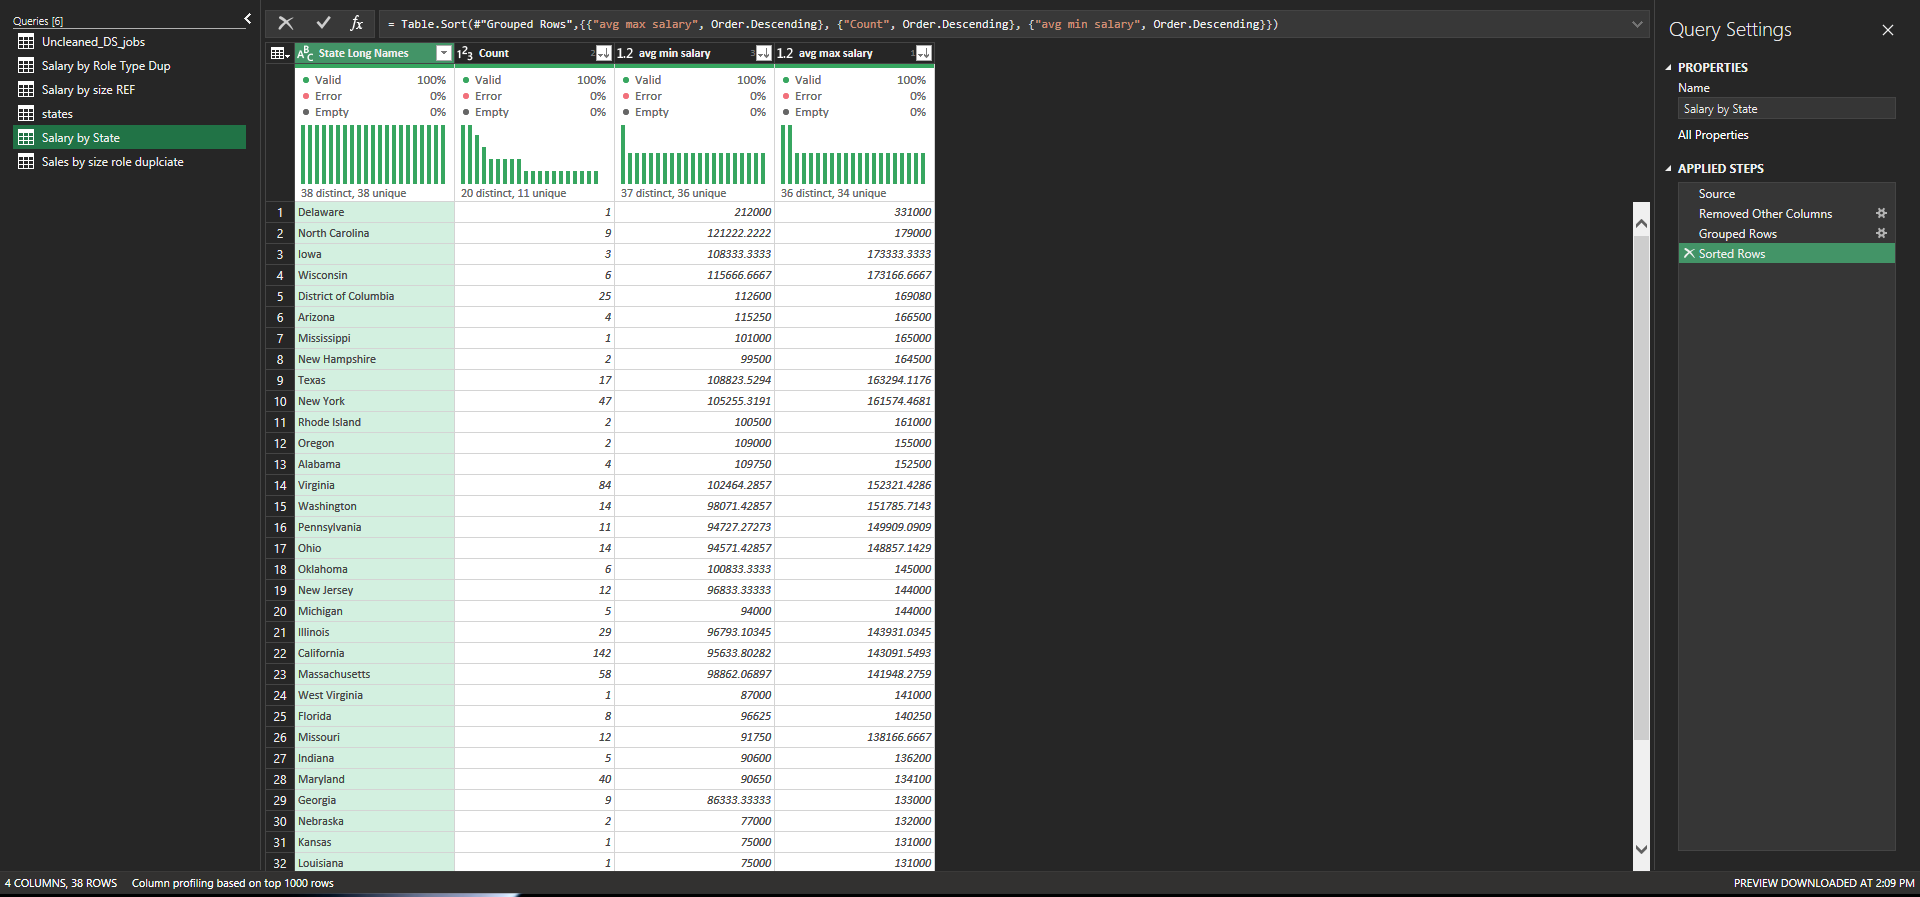 Queries [6]
Uncleaned_DS_jobs
Salary by Role Type Dup
Salary by size REF
states
Salary by State
Sales by size role duplciate
fx
= Table.Sort(#"Grouped Rows",{{"avg max salary", Order.Descending}, {"Count", Order.Descending}, {"avg min salary", Order.Descending}})
ABC State Long Names 123 Count 2 1.2 avg min salary 3 1.2 avg max salary 1
Valid 100% Valid 100% Valid 100% Valid 100%
Error 0% Error 0% Error 0% Error 0%
Empty 0% Empty 0% Empty 0% Empty 0%
38 distinct, 38 unique 20 distinct, 11 unique 37 distinct, 36 unique 36 distinct, 34 unique
1 Delaware 1 212000 331000
2 North Carolina 9 121222.2222 179000
3 Iowa 3 108333.3333 173333.3333
4 Wisconsin 6 115666.6667 173166.6667
5 District of Columbia 25 112600 169080
6 Arizona 4 115250 166500
7 Mississippi 1 101000 165000
8 New Hampshire 2 99500 164500
9 Texas 17 108823.5294 163294.1176
10 New York 47 105255.3191 161574.4681
11 Rhode Island 2 100500 161000
12 Oregon 2 109000 155000
13 Alabama 4 109750 152500
14 Virginia 84 102464.2857 152321.4286
15 Washington 14 98071.42857 151785.7143
16 Pennsylvania 11 94727.27273 149909.0909
17 Ohio 14 94571.42857 148857.1429
18 Oklahoma 6 100833.3333 145000
19 New Jersey 12 96833.33333 144000
20 Michigan 5 94000 144000
21 Illinois 29 96793.10345 143931.0345
22 California 142 95633.80282 143091.5493
23 Massachusetts 58 98862.06897 141948.2759
24 West Virginia 1 87000 141000
25 Florida 8 96625 140250
26 Missouri 12 91750 138166.6667
27 Indiana 5 90600 136200
28 Maryland 40 90650 134100
29 Georgia 9 86333.33333 133000
30 Nebraska 2 77000 132000
31 Kansas 1 75000 131000
32 Louisiana 1 75000 131000
Query Settings
PROPERTIES
Name
Salary by State
All Properties
APPLIED STEPS
Source
Removed Other Columns
Grouped Rows
Sorted Rows
4 COLUMNS, 38 ROWS Column profiling based on top 1000 rows
PREVIEW DOWNLOADED AT 2:09 PM